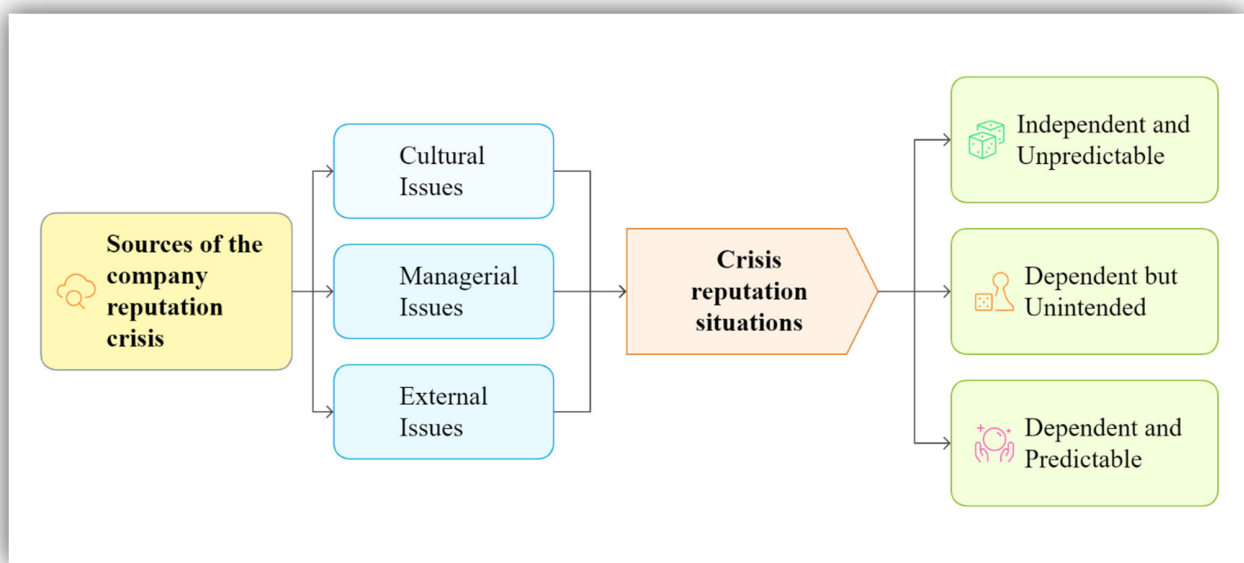 Sources of the
company
reputation
crisis
Cultural
Issues
Managerial
Issues
External
Issues
Crisis
reputation
situations
Independent and
Unpredictable
Dependent but
Unintended
Dependent and
Predictable